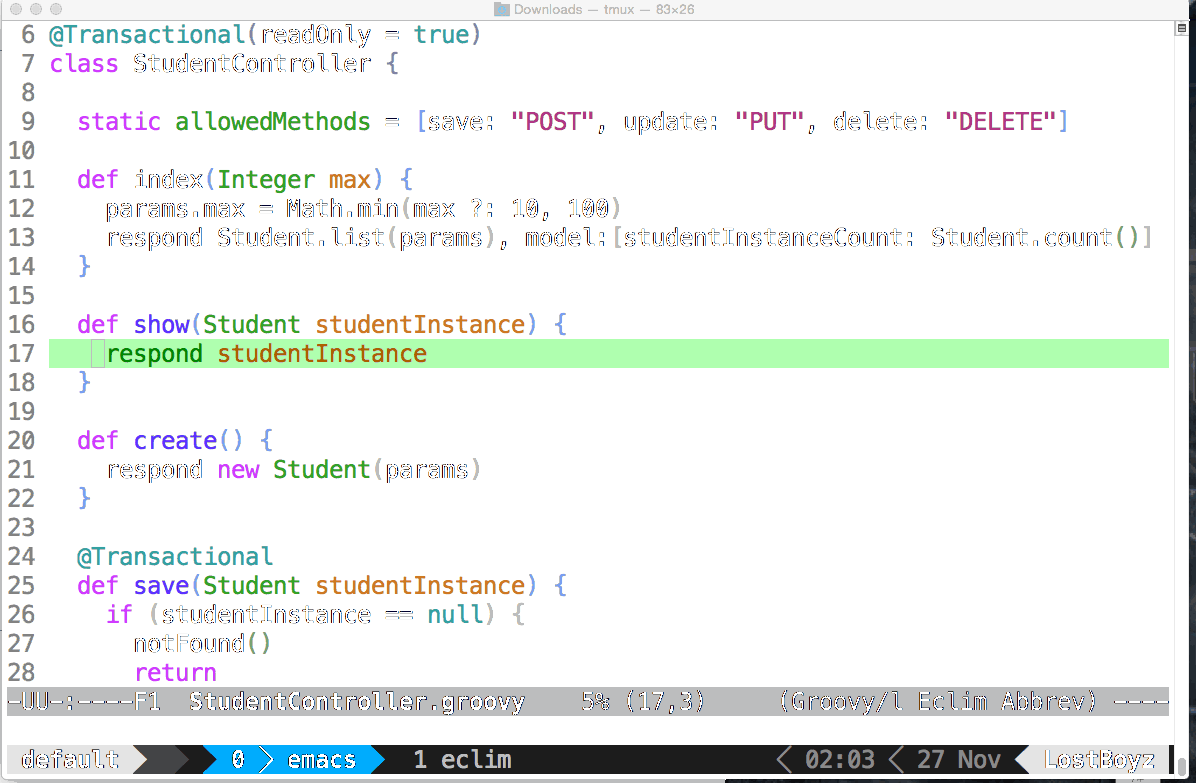 Downloads — tmux — 83×26
6 @Transactional(readOnly = true)
7 class StudentController {
8
9   static allowedMethods = [save: "POST", update: "PUT", delete: "DELETE"]
10
11   def index(Integer max) {
12     params.max = Math.min(max ?: 10, 100)
13     respond Student.list(params), model:[studentInstanceCount: Student.count()]
14   }
15
16   def show(Student studentInstance) {
17     respond studentInstance
18   }
19
20   def create() {
21     respond new Student(params)
22   }
23
24   @Transactional
25   def save(Student studentInstance) {
26     if (studentInstance == null) {
27       notFound()
28       return
-UU-:----F1  StudentController.groovy    5% (17,3)     (Groovy/l Eclim Abbrev) ----
default 0 emacs 1 eclim 02:03 27 Nov LostBoyz